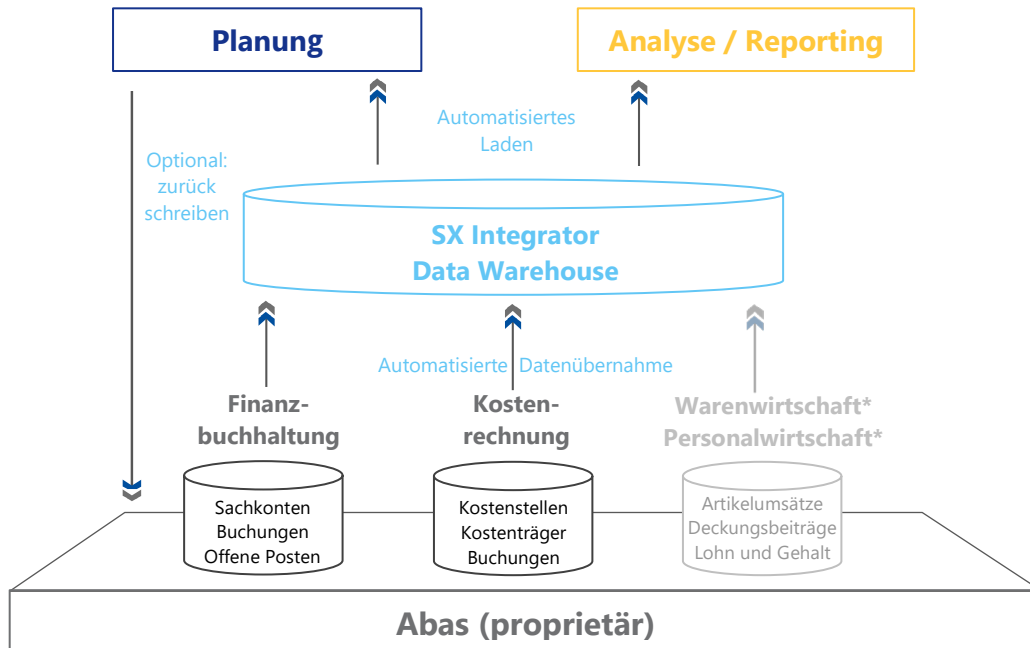 Planung
Analyse / Reporting
Automatisiertes
Laden
Optional:
zurück
schreiben
SX Integrator
Data Warehouse
Automatisierte Datenübernahme
Finanz-
buchhaltung
Kosten-
rechnung
Warenwirtschaft*
Personalwirtschaft*
Sachkonten
Buchungen
Offene Posten
Kostenstellen
Kostenträger
Buchungen
Artikelumsätze
Deckungsbeiträge
Lohn und Gehalt
Abas (proprietär)